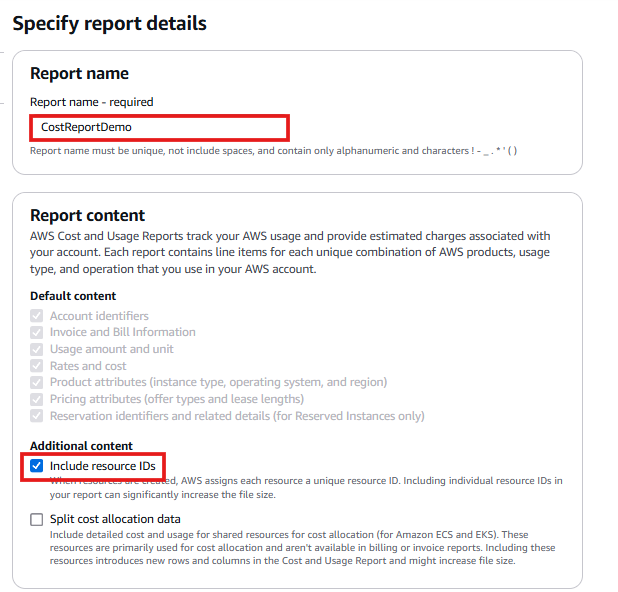 Specify report details
Report name
Report name - required
CostReportDemo
Report name must be unique, not include spaces, and contain only alphanumeric and characters ! - _ . * ' ( )
Report content
AWS Cost and Usage Reports track your AWS usage and provide estimated charges associated with
your account. Each report contains line items for each unique combination of AWS products, usage
type, and operation that you use in your AWS account.
Default content
Account identifiers
Invoice and Bill Information
Usage amount and unit
Rates and cost
Product attributes (instance type, operating system, and region)
Pricing attributes (offer types and lease lengths)
Reservation identifiers and related details (for Reserved Instances only)
Additional content
Include resource IDs
When resources are created, AWS assigns each resource a unique resource ID. Including individual resource IDs in
your report can significantly increase the file size.
Split cost allocation data
Include detailed cost and usage for shared resources for cost allocation (for Amazon ECS and EKS). These
resources are primarily used for cost allocation and aren't available in billing or invoice reports. Including these
resources introduces new rows and columns in the Cost and Usage Report and might increase file size.